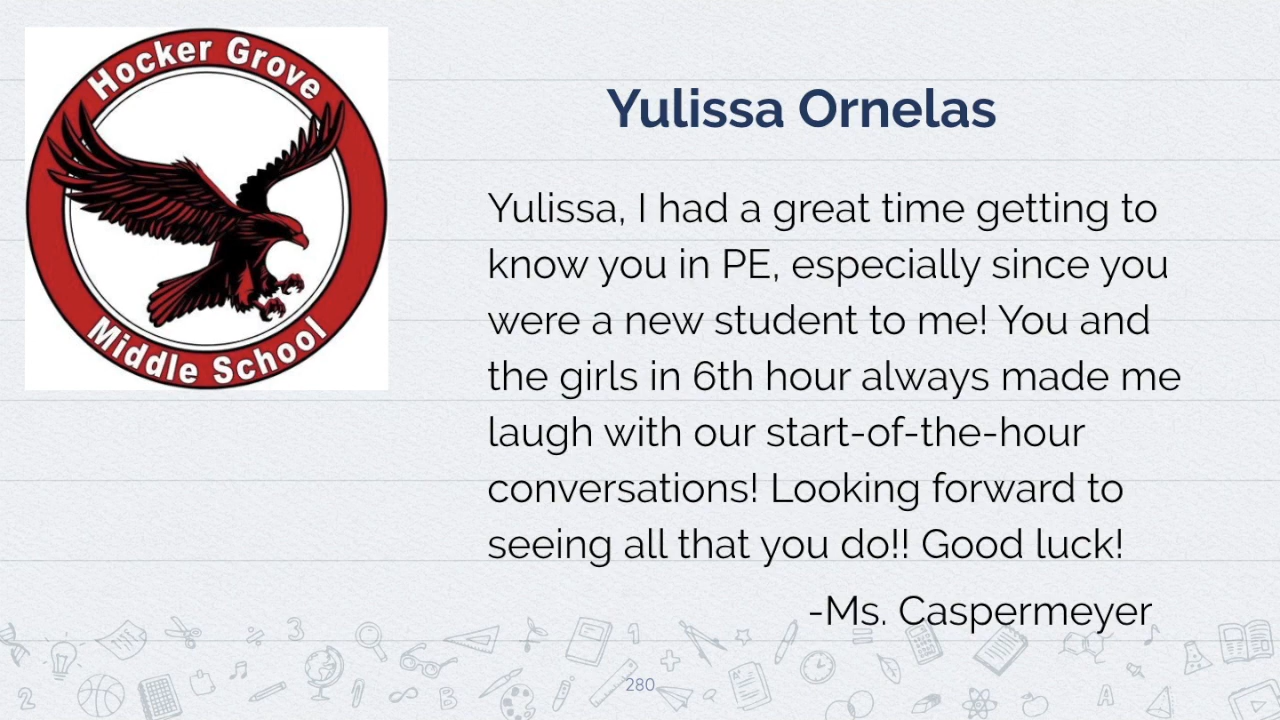 Hocker Grove
Middle School
Yulissa Ornelas
Yulissa, I had a great time getting to
know you in PE, especially since you
were a new student to me! You and
the girls in 6th hour always made me
laugh with our start-of-the-hour
conversations! Looking forward to
seeing all that you do!! Good luck!
-Ms. Caspermeyer
280